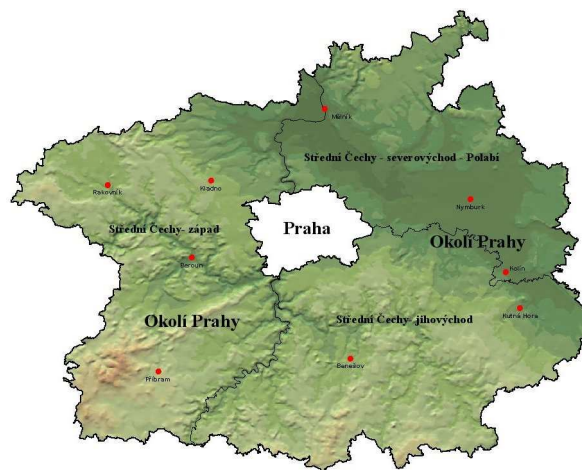 Mělník
Střední Čechy - severovýchod - Polabí
Rakovník
Kladno
Nymburk
Střední Čechy- západ
Praha
Okolí Prahy
Beroun
Kolín
Okolí Prahy
Střední Čechy- jihovýchod
Kutná Hora
Benešov
Příbram